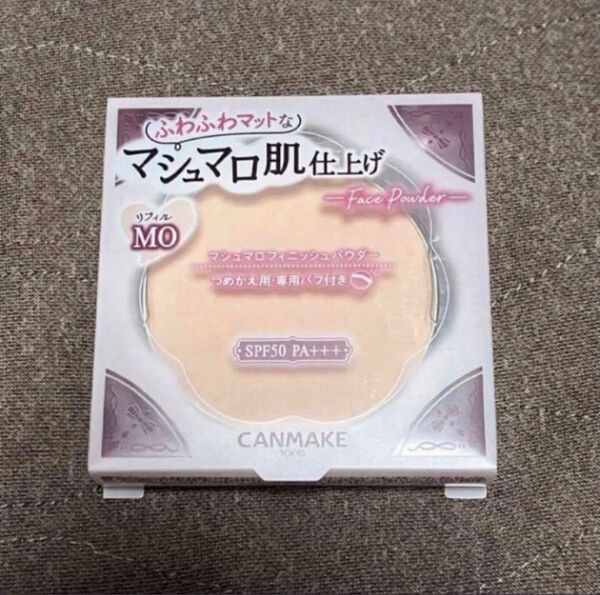 ふわふわマットな
マシュマロ肌仕上げ
Face Powder
リフィル
MO
マシュマロフィニッシュパウダー
つめかえ用・専用パフ付き
SPF50 PA+++
CANMAKE
TOKYO